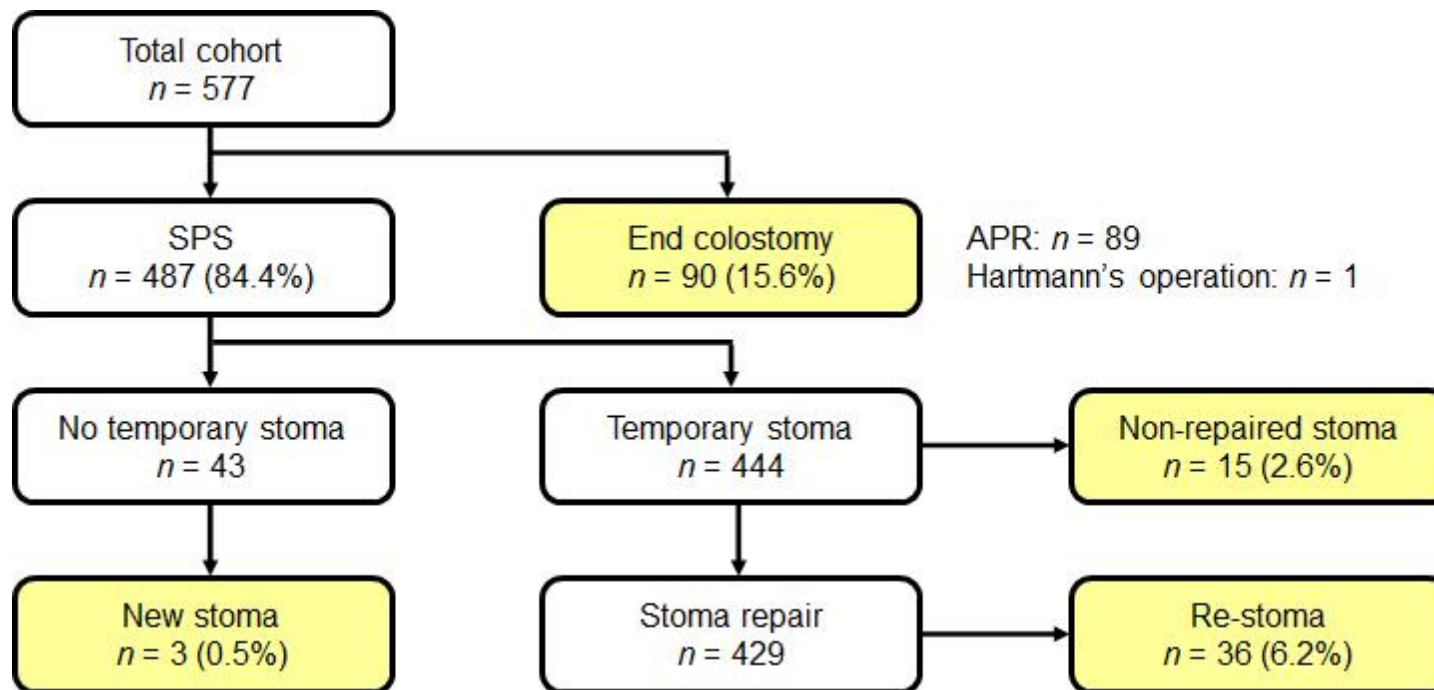 Total cohort
n = 577
SPS
n = 487 (84.4%)
End colostomy
n = 90 (15.6%)
APR: n = 89
Hartmann’s operation: n = 1
No temporary stoma
n = 43
Temporary stoma
n = 444
Non-repaired stoma
n = 15 (2.6%)
New stoma
n = 3 (0.5%)
Stoma repair
n = 429
Re-stoma
n = 36 (6.2%)